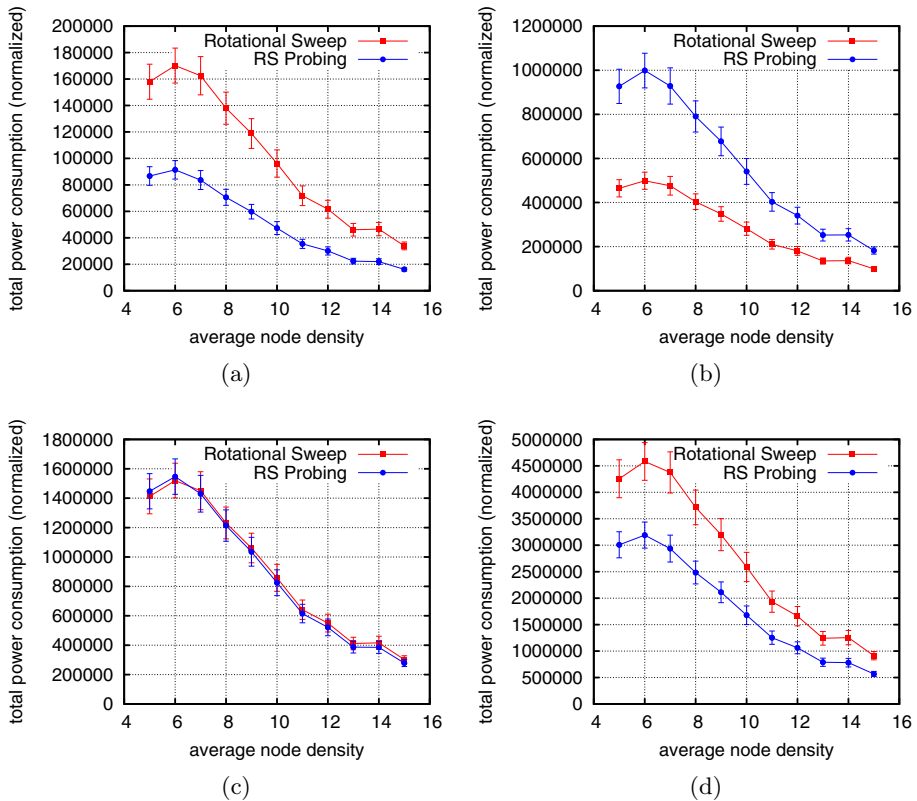 200000
180000
160000
140000
120000
100000
80000
60000
40000
20000
0
4 6 8 10 12 14 16
total power consumption (normalized)
average node density
Rotational Sweep
RS Probing
(a)
1200000
1000000
800000
600000
400000
200000
0
4 6 8 10 12 14 16
total power consumption (normalized)
average node density
Rotational Sweep
RS Probing
(b)
1800000
1600000
1400000
1200000
1000000
800000
600000
400000
200000
0
4 6 8 10 12 14 16
total power consumption (normalized)
average node density
Rotational Sweep
RS Probing
(c)
5000000
4500000
4000000
3500000
3000000
2500000
2000000
1500000
1000000
500000
0
4 6 8 10 12 14 16
total power consumption (normalized)
average node density
Rotational Sweep
RS Probing
(d)